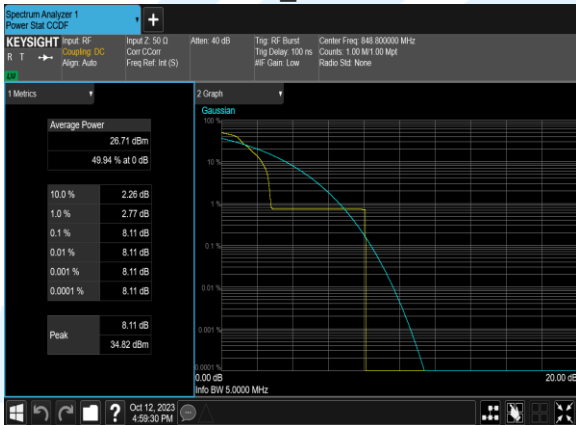 Spectrum Analyzer 1
Power Stat CCDF
KEYSIGHT
R T
Input: RF
Coupling: DC
Align: Auto
Input Z: 50 Ω
Corr CCorr
Freq Ref: Int (S)
Atten: 40 dB
Trig: RF Burst
Trig Delay: 100 ns
#IF Gain: Low
Center Freq: 848.800000 MHz
Counts: 1.00 M/1.00 Mpt
Radio Std: None
1 Metrics
Average Power
26.71 dBm
49.94 % at 0 dB
10.0 % 2.26 dB
1.0 % 2.77 dB
0.1 % 8.11 dB
0.01 % 8.11 dB
0.001 % 8.11 dB
0.0001 % 8.11 dB
Peak 8.11 dB
34.82 dBm
2 Graph
Gaussian
100 %
10 %
1 %
0.1 %
0.01 %
0.001 %
0.0001 %
0.00 dB 20.00 dB
Info BW 5.0000 MHz
?
Oct 12, 2023
4:59:30 PM